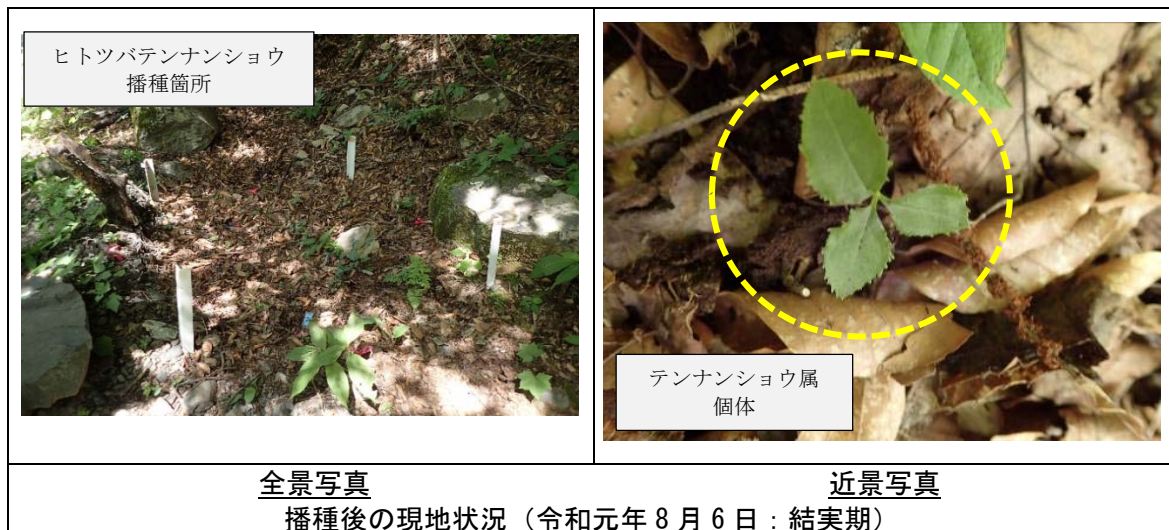 ヒトツバテンナンショウ
播種箇所
テンナンショウ属
個体
全景写真
近景写真
播種後の現地状況(令和元年8月6日:結実期)